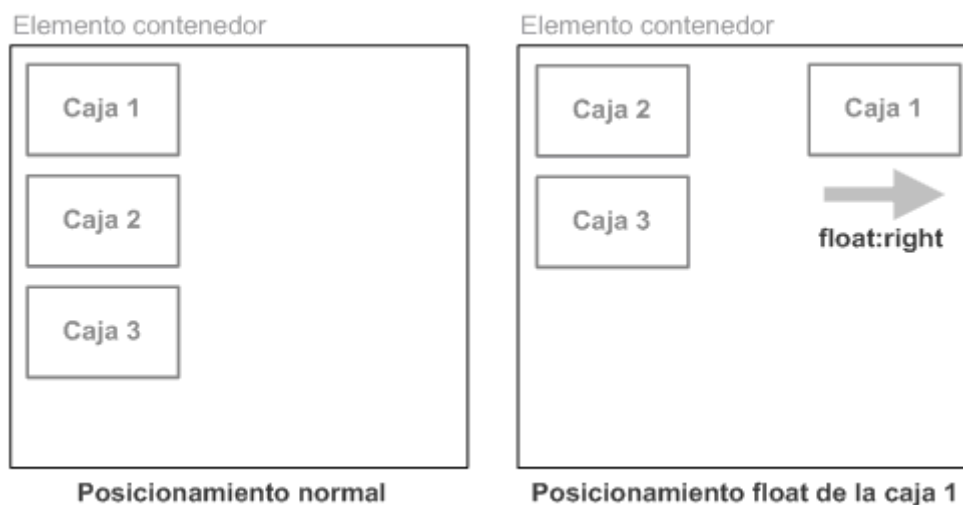 Elemento contenedor
Caja 1
Caja 2
Caja 3
Posicionamiento normal
Elemento contenedor
Caja 2
Caja 1
Caja 3
float:right
Posicionamiento float de la caja 1